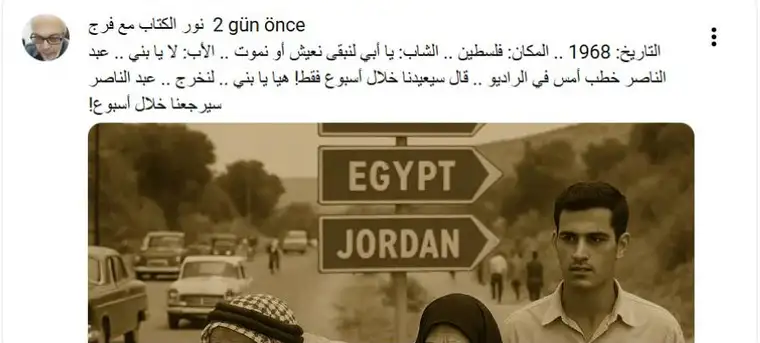 نور الكتاب مع فرج 2 gün önce
التاريخ: 1968 .. المكان: فلسطين .. الشاب: يا أبي لنبقى نعيش أو نموت .. الأب: لا يا بني .. عبد
الناصر خطب أمس في الراديو .. قال سيعيدنا خلال أسبوع فقط! هيا يا بني .. لنخرج .. عبد الناصر
سيرجعنا خلال أسبوع!
EGYPT
JORDAN